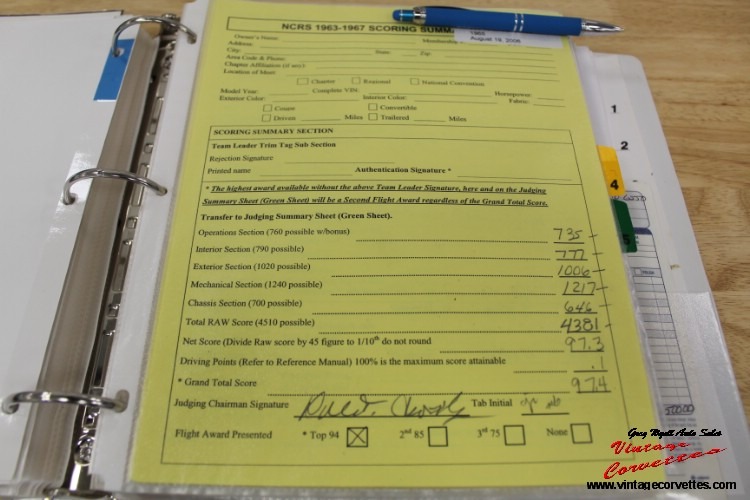 NCRS 1963-1967 SCORING SUMM
1965
August 16, 2008
Owner's Name:
Address: Membership
City: State Zip:
Area Code & Phone:
Chapter Affiliation (if any):
Location of Meet:
Chapter Regional National Convention
Model Year: Complete VIN: Horsepower:
Exterior Color: Interior Color: Fabric:
Coupe Convertible
Driven Miles Trailered Miles
SCORING SUMMARY SECTION
Team Leader Trim Tag Sub Section
Rejection Signature
Printed name Authentication Signature *
* The highest award available without the above Team Leader Signature, here and on the Judging
Summary Sheet (Green Sheet) will be a Second Flight Award regardless of the Grand Total Score.
Transfer to Judging Summary Sheet (Green Sheet).
Operations Section (760 possible w/bonus) 735
Interior Section (790 possible) 777
Exterior Section (1020 possible) 1006
Mechanical Section (1240 possible) 1217
Chassis Section (700 possible) 646
Total RAW Score (4510 possible) 4381
Net Score (Divide Raw score by 45 figure to 1/10th do not round 97.3
Driving Points (Refer to Reference Manual) 100% is the maximum score attainable .1
* Grand Total Score 97.4
Judging Chairman Signature Tab Initial
Flight Award Presented * Top 94 2nd 85 3rd 75 None
1
2
4
5
500.00
Greg Wyatt Auto Sales
Vintage
Corvettes
www.vintagecorvettes.com